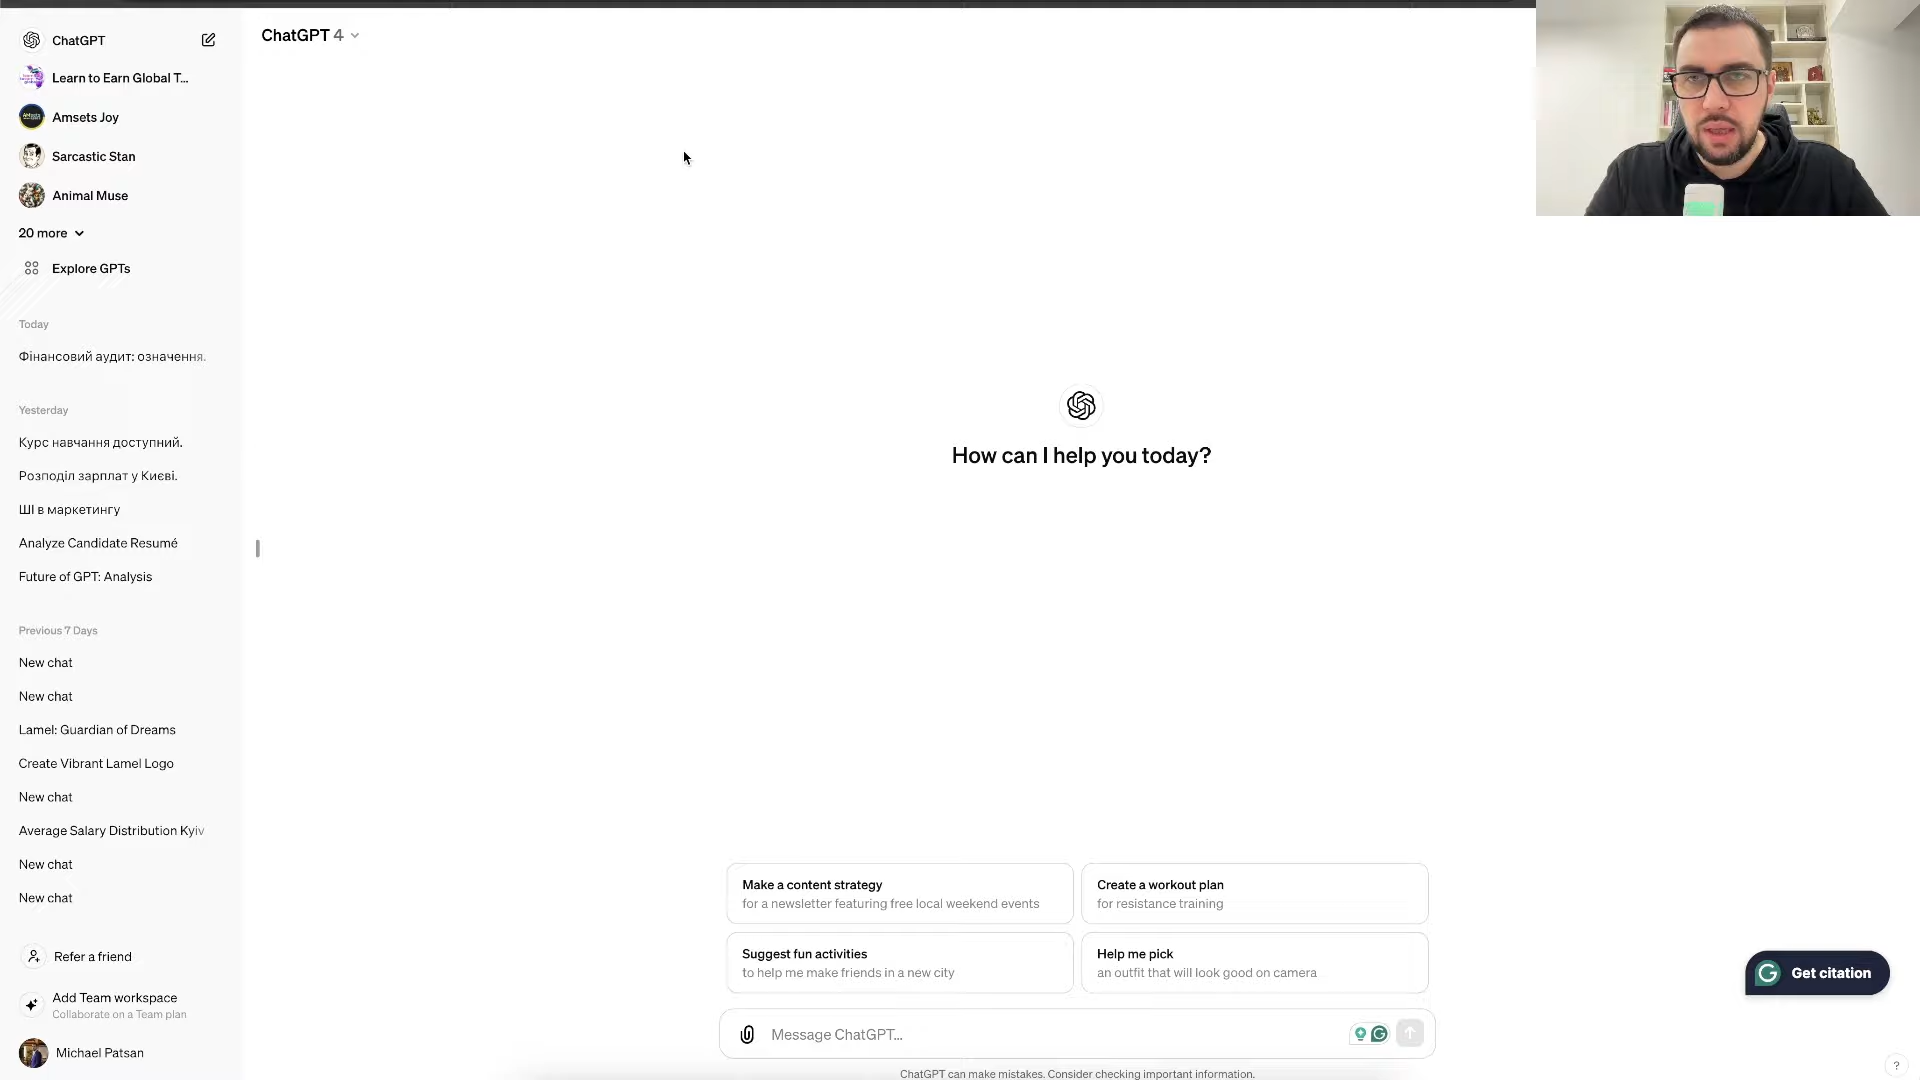 ChatGPT
Learn to Earn Global T...
Amsets Joy
Sarcastic Stan
Animal Muse
20 more
Explore GPTs
Today
Фінансовий аудит: означення.
Yesterday
Курс навчання доступний.
Розподіл зарплат у Києві.
ШІ в маркетингу
Analyze Candidate Resumé
Future of GPT: Analysis
Previous 7 Days
New chat
New chat
Lamel: Guardian of Dreams
Create Vibrant Lamel Logo
New chat
Average Salary Distribution Kyiv
New chat
New chat
Refer a friend
Add Team workspace
Collaborate on a Team plan
Michael Patsan
ChatGPT 4
How can I help you today?
Make a content strategy
for a newsletter featuring free local weekend events
Create a workout plan
for resistance training
Suggest fun activities
to help me make friends in a new city
Help me pick
an outfit that will look good on camera
Message ChatGPT...
ChatGPT can make mistakes. Consider checking important information.
Get citation
?